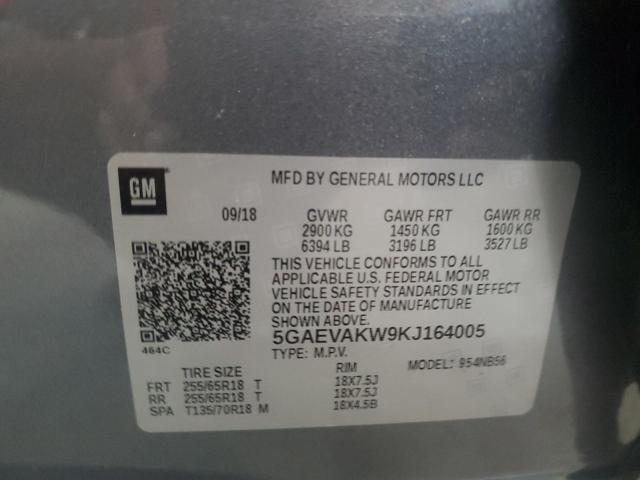 GM
MFD BY GENERAL MOTORS LLC
09/18 GVWR GAWR FRT GAWR RR
2900 KG 1450 KG 1600 KG
6394 LB 3196 LB 3527 LB
THIS VEHICLE CONFORMS TO ALL
APPLICABLE U.S. FEDERAL MOTOR
VEHICLE SAFETY STANDARDS IN EFFECT
ON THE DATE OF MANUFACTURE
SHOWN ABOVE.
5GAEVAKW9KJ164005
464C
TYPE: M.P.V. MODEL: 954NB56
TIRE SIZE RIM
FRT 255/65R18 T 18X7.5J
RR 255/65R18 T 18X7.5J
SPA T135/70R18 M 18X4.5B